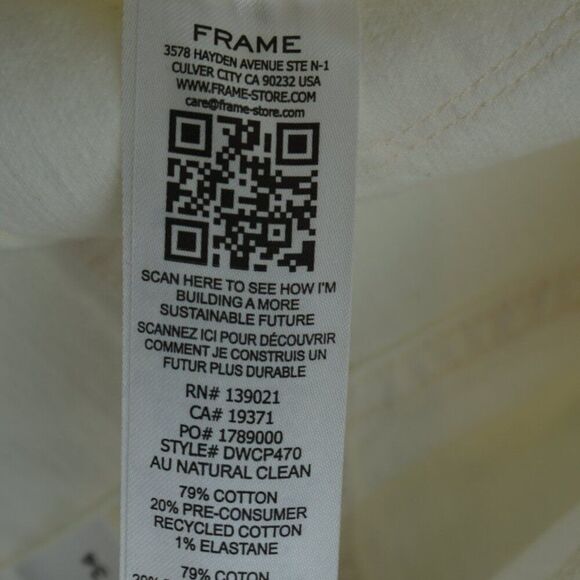 FRAME
3578 HAYDEN AVENUE STE N-1
CULVER CITY CA 90232 USA
WWW.FRAME-STORE.COM
care@frame-store.com
SCAN HERE TO SEE HOW I'M
BUILDING A MORE
SUSTAINABLE FUTURE
SCANNEZ ICI POUR DÉCOUVRIR
COMMENT JE CONSTRUIS UN
FUTUR PLUS DURABLE
RN# 139021
CA# 19371
PO# 1789000
STYLE# DWCP470
AU NATURAL CLEAN
79% COTTON
20% PRE-CONSUMER
RECYCLED COTTON
1% ELASTANE
79% COTON